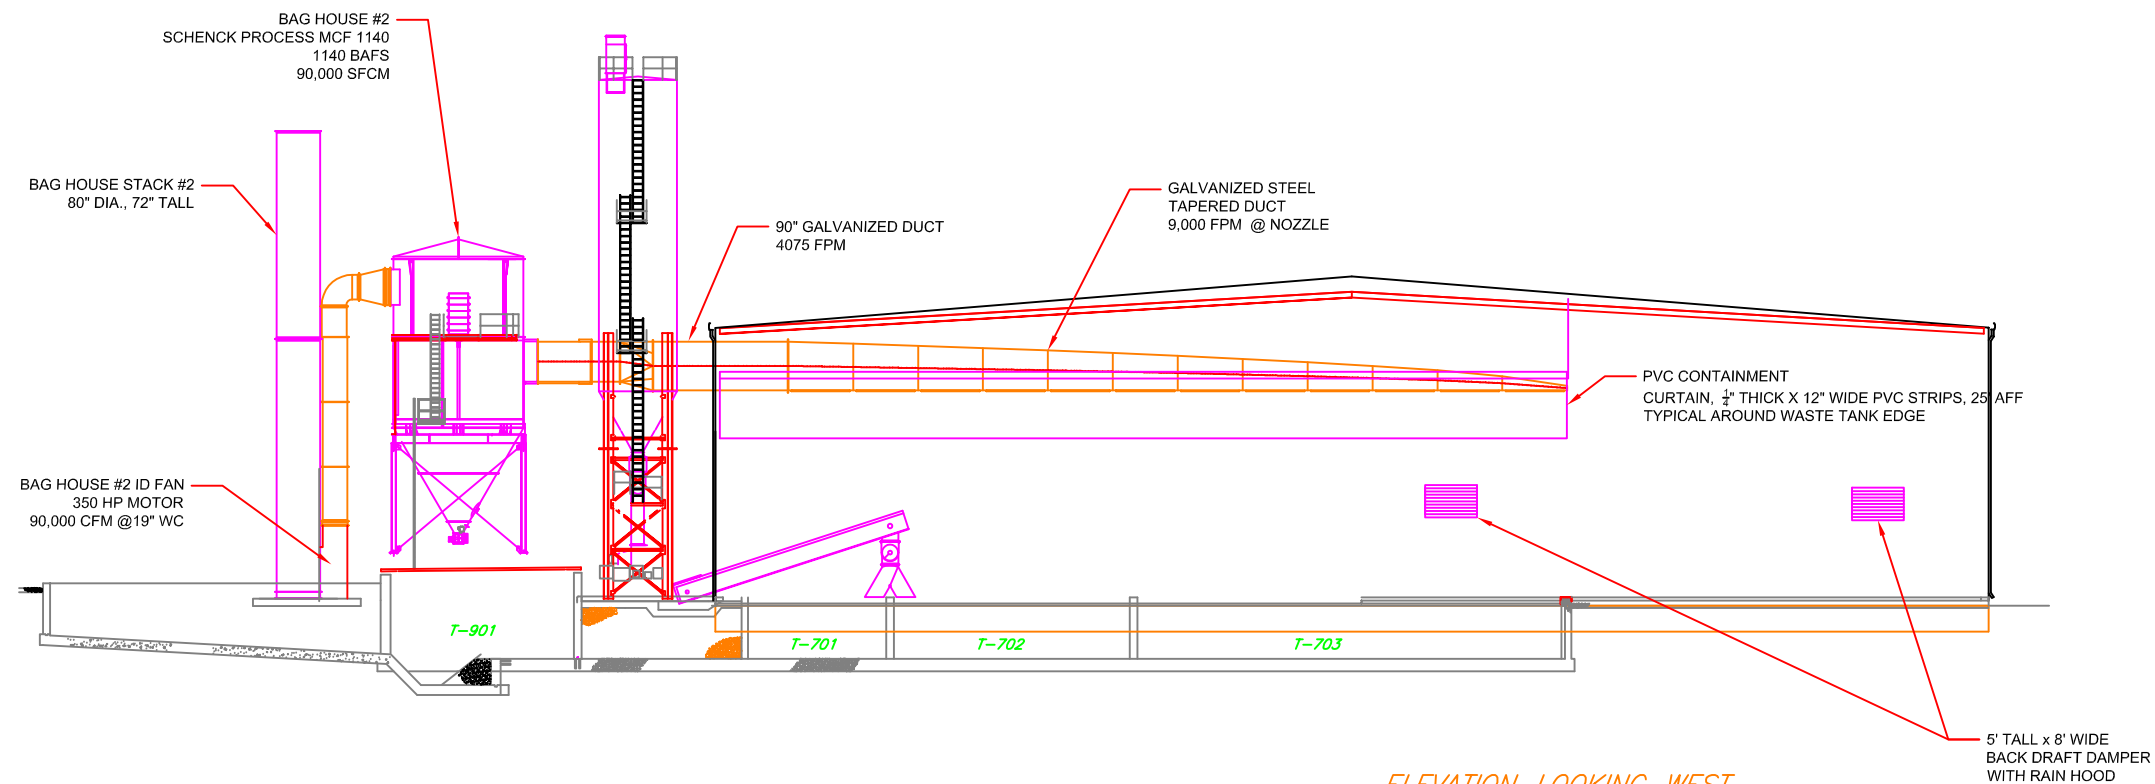 BAG HOUSE #2
SCHENCK PROCESS MCF 1140
1140 BAFS
90,000 SFCM
BAG HOUSE STACK #2
80" DIA., 72" TALL
90" GALVANIZED DUCT
4075 FPM
GALVANIZED STEEL
TAPERED DUCT
9,000 FPM @ NOZZLE
PVC CONTAINMENT
CURTAIN, 1/4" THICK X 12" WIDE PVC STRIPS, 25' AFF
TYPICAL AROUND WASTE TANK EDGE
BAG HOUSE #2 ID FAN
350 HP MOTOR
90,000 CFM @19" WC
T-901
T-701
T-702
T-703
5' TALL x 8' WIDE
BACK DRAFT DAMPER
WITH RAIN HOOD
ELEVATION LOOKING WEST